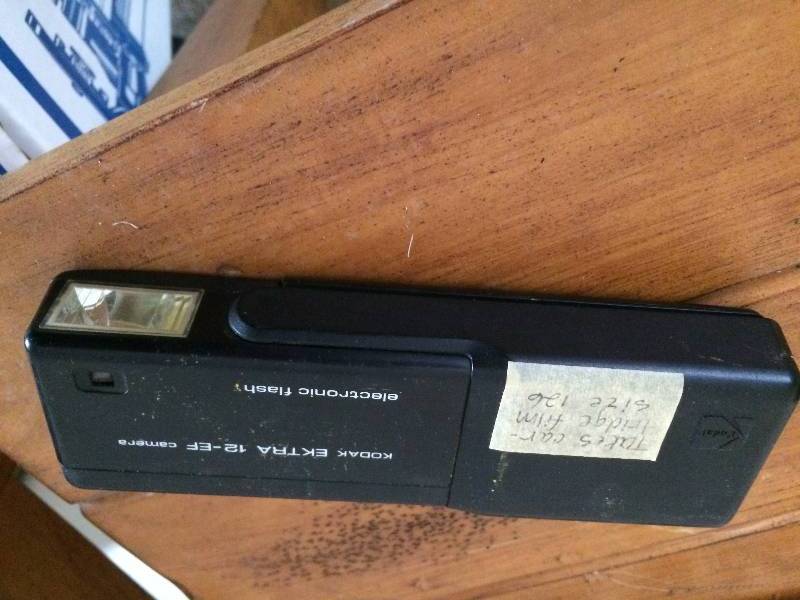 electronic flash
KODAK EKTRA 12-EF camera
Takes car-
tridge film
size 126
Kodak